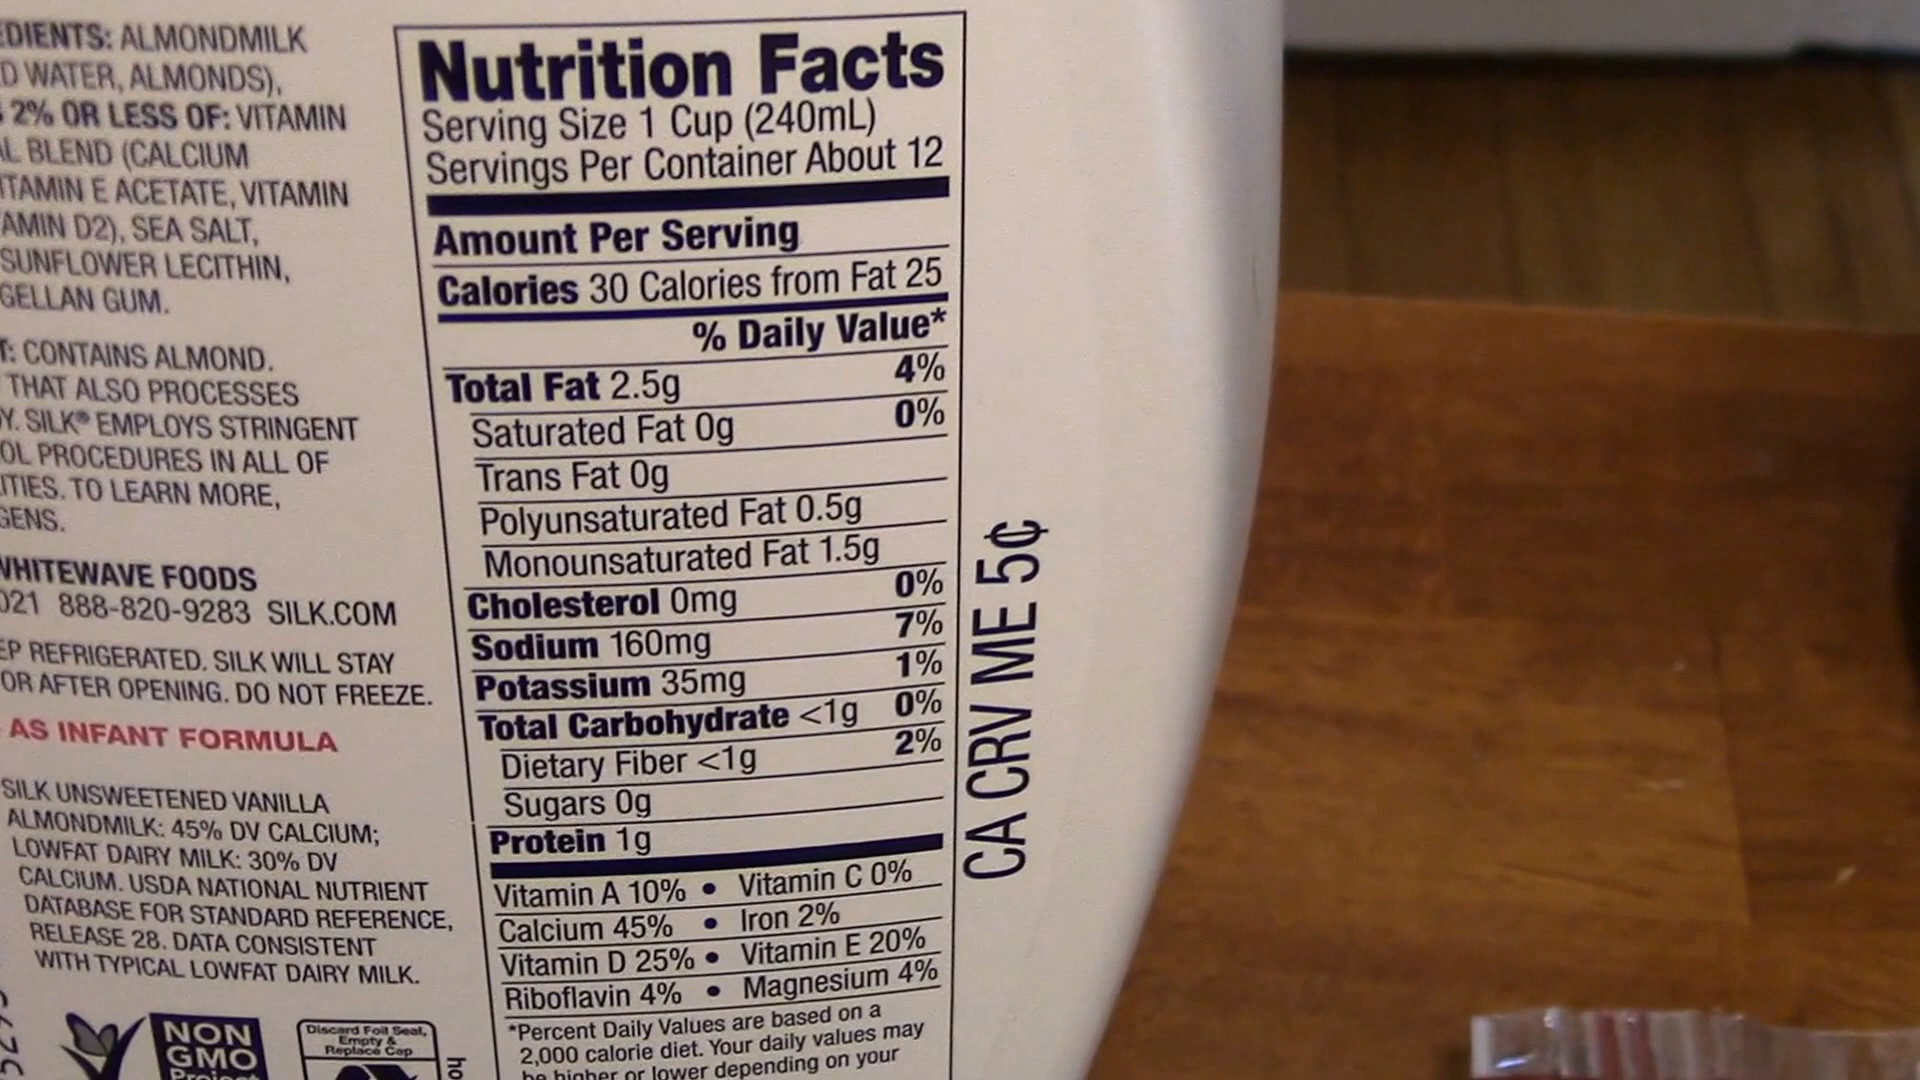 EDIENTS: ALMONDMILK
D WATER, ALMONDS),
2% OR LESS OF: VITAMIN
AL BLEND (CALCIUM
ITAMIN E ACETATE, VITAMIN
AMIN D2), SEA SALT,
SUNFLOWER LECITHIN,
GELLAN GUM.
T: CONTAINS ALMOND.
THAT ALSO PROCESSES
Y. SILK® EMPLOYS STRINGENT
OL PROCEDURES IN ALL OF
ITIES. TO LEARN MORE,
GENS.
WHITEWAVE FOODS
021 888-820-9283 SILK.COM
EP REFRIGERATED. SILK WILL STAY
OR AFTER OPENING. DO NOT FREEZE.
AS INFANT FORMULA
SILK UNSWEETENED VANILLA
ALMONDMILK: 45% DV CALCIUM;
LOWFAT DAIRY MILK: 30% DV
CALCIUM. USDA NATIONAL NUTRIENT
DATABASE FOR STANDARD REFERENCE,
RELEASE 28. DATA CONSISTENT
WITH TYPICAL LOWFAT DAIRY MILK.
NON
GMO
Project
Discard Foil Seal,
Empty &
Replace Cap
ho
Nutrition Facts
Serving Size 1 Cup (240mL)
Servings Per Container About 12
Amount Per Serving
Calories 30 Calories from Fat 25
% Daily Value*
Total Fat 2.5g 4%
Saturated Fat 0g 0%
Trans Fat 0g
Polyunsaturated Fat 0.5g
Monounsaturated Fat 1.5g
Cholesterol 0mg 0%
Sodium 160mg 7%
Potassium 35mg 1%
Total Carbohydrate <1g 0%
Dietary Fiber <1g 2%
Sugars 0g
Protein 1g
Vitamin A 10% • Vitamin C 0%
Calcium 45% • Iron 2%
Vitamin D 25% • Vitamin E 20%
Riboflavin 4% • Magnesium 4%
*Percent Daily Values are based on a
2,000 calorie diet. Your daily values may
be higher or lower depending on your
CA CRV ME 5¢